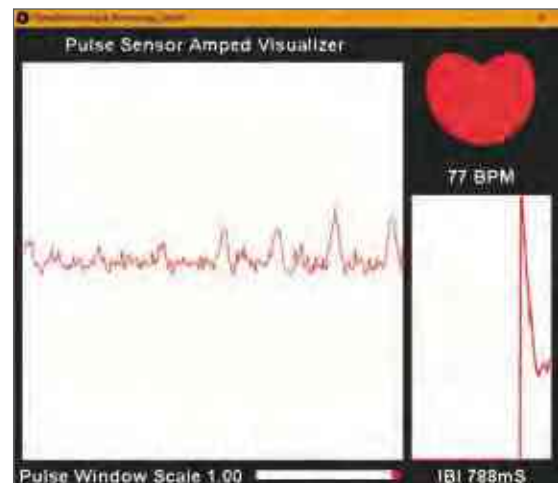 Pulse Sensor Amped Visualizer
77 BPM
Pulse Window Scale 1.00
IBI 788mS